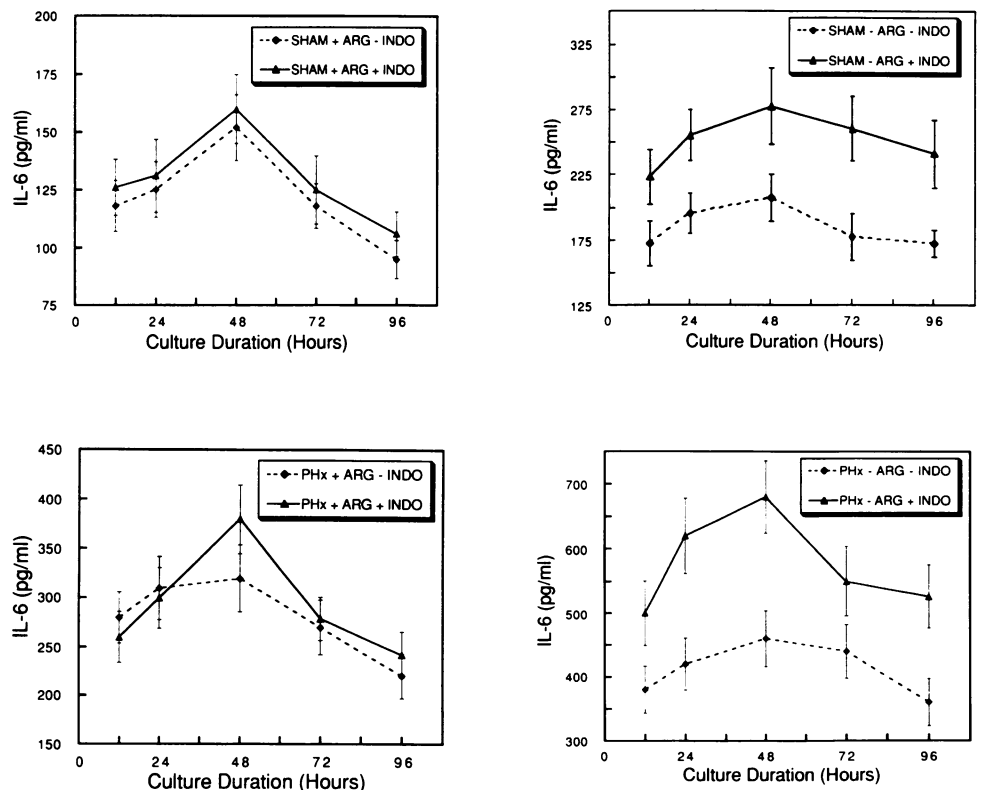 200
175
150
125
100
75
IL-6 (pg/ml)
SHAM + ARG - INDO
SHAM + ARG + INDO
0 24 48 72 96
Culture Duration (Hours)
325
275
225
175
125
IL-6 (pg/ml)
SHAM - ARG - INDO
SHAM - ARG + INDO
0 24 48 72 96
Culture Duration (Hours)
450
400
350
300
250
200
150
IL-6 (pg/ml)
PHx + ARG - INDO
PHx + ARG + INDO
0 24 48 72 96
Culture Duration (Hours)
700
600
500
400
300
IL-6 (pg/ml)
PHx - ARG - INDO
PHx - ARG + INDO
0 24 48 72 96
Culture Duration (Hours)